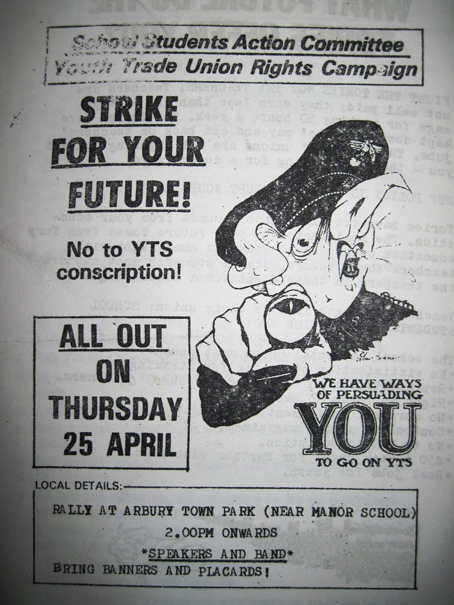 School Students Action Committee
Youth Trade Union Rights Campaign
STRIKE
FOR YOUR
FUTURE!
No to YTS
conscription!
ALL OUT
ON
THURSDAY
25 APRIL
WE HAVE WAYS
OF PERSUADING
YOU
TO GO ON YTS
LOCAL DETAILS:
RALLY AT ARBURY TOWN PARK (NEAR MANOR SCHOOL)
2.00PM ONWARDS
*SPEAKERS AND BAND*
BRING BANNERS AND PLACARDS!